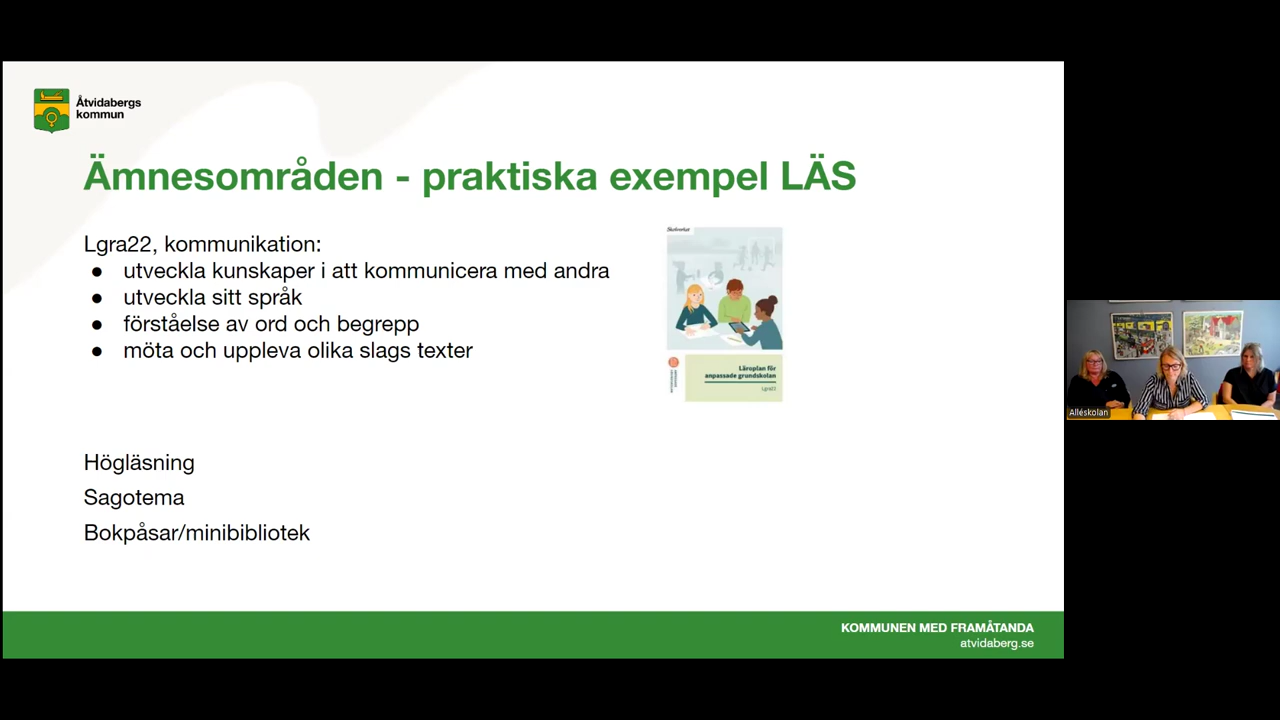 Åtvidabergs
kommun
Ämnesområden - praktiska exempel LÄS
Lgra22, kommunikation:
● utveckla kunskaper i att kommunicera med andra
● utveckla sitt språk
● förståelse av ord och begrepp
● möta och uppleva olika slags texter
Skolverket
Läroplan för
anpassade grundskolan
Lgra22
Högläsning
Sagotema
Bokpåsar/minibibliotek
KOMMUNEN MED FRAMÅTANDA
atvidaberg.se
Alléskolan